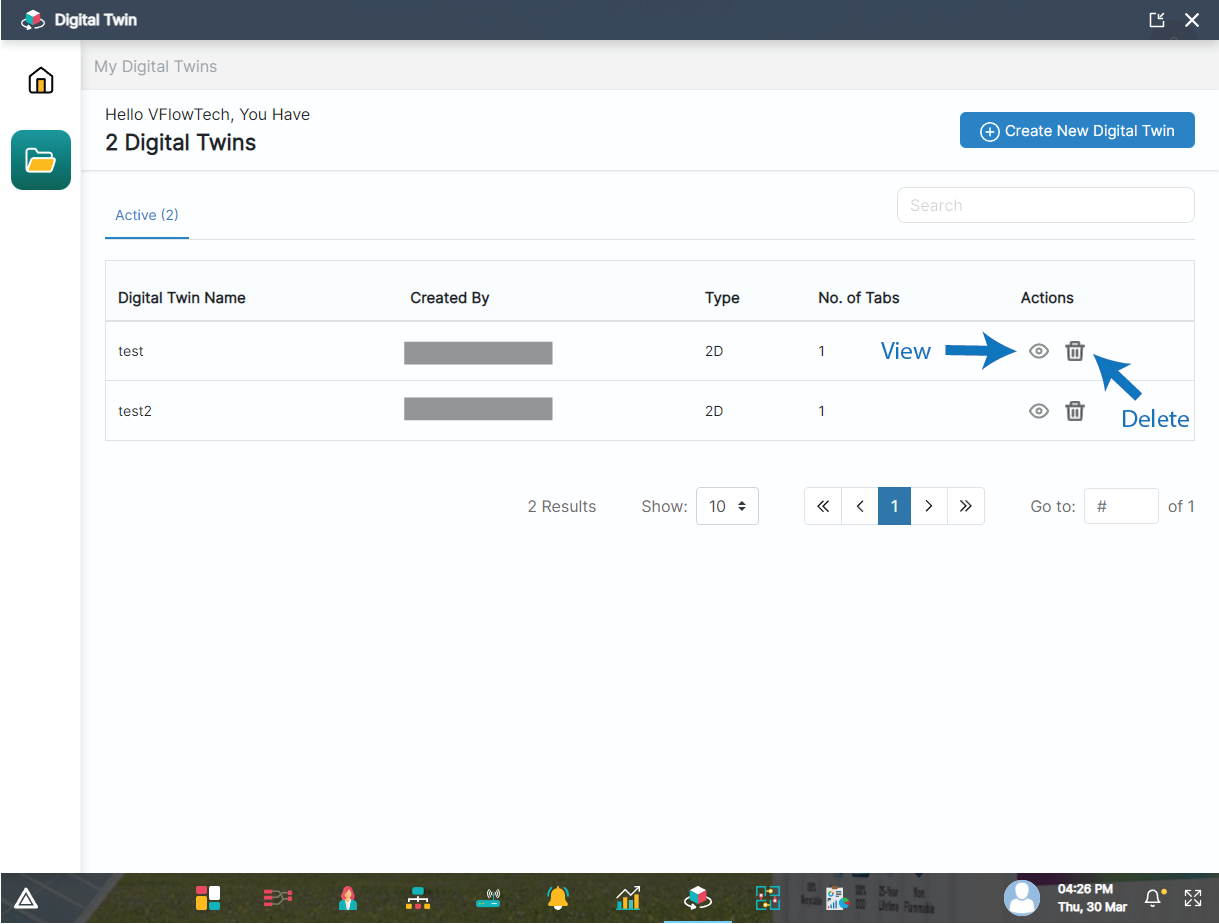 Digital Twin
My Digital Twins
Hello VFlowTech, You Have
2 Digital Twins
Create New Digital Twin
Active (2)
Search
Digital Twin Name Created By Type No. of Tabs Actions
test 2D 1 View
test2 2D 1
Delete
2 Results Show: 10 1 Go to: # of 1
04:26 PM
Thu, 30 Mar